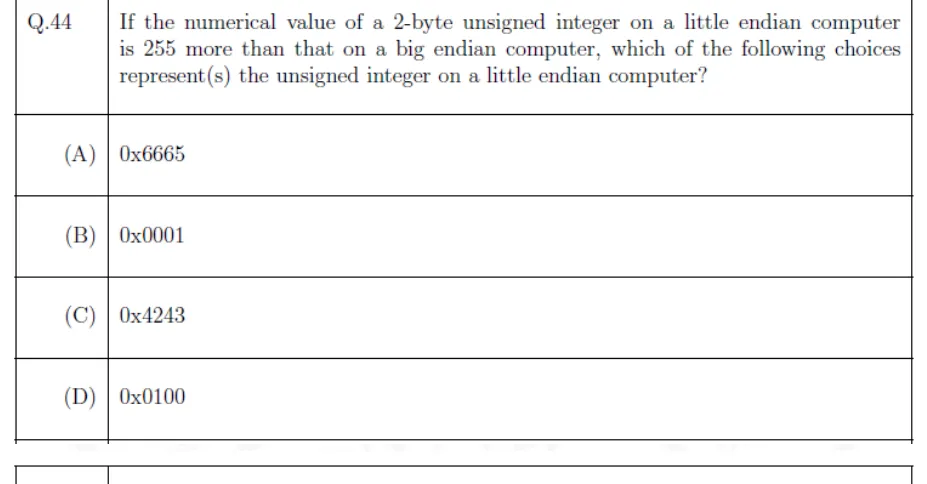 Q.44 If the numerical value of a 2-byte unsigned integer on a little endian computer
is 255 more than that on a big endian computer, which of the following choices
represent(s) the unsigned integer on a little endian computer?
(A) 0x6665
(B) 0x0001
(C) 0x4243
(D) 0x0100